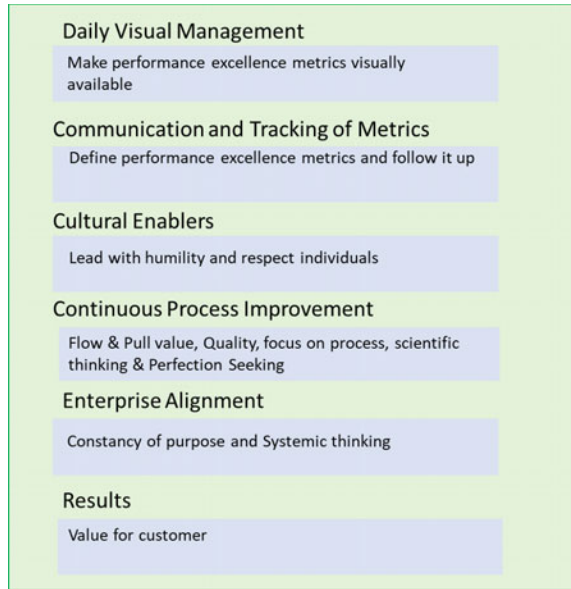 Daily Visual Management
Make performance excellence metrics visually
available
Communication and Tracking of Metrics
Define performance excellence metrics and follow it up
Cultural Enablers
Lead with humility and respect individuals
Continuous Process Improvement
Flow & Pull value, Quality, focus on process, scientific
thinking & Perfection Seeking
Enterprise Alignment
Constancy of purpose and Systemic thinking
Results
Value for customer